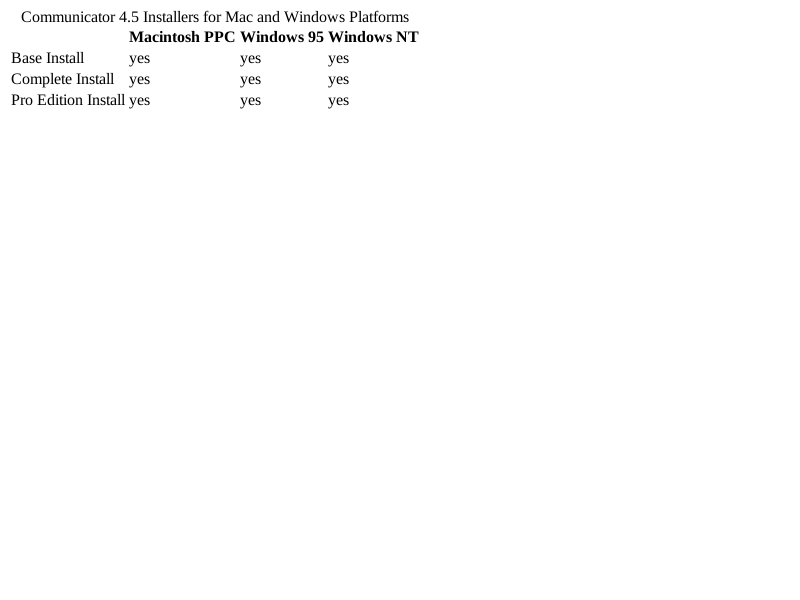 Communicator 4.5 Installers for Mac and Windows Platforms
Macintosh PPC Windows 95 Windows NT
Base Install yes yes yes
Complete Install yes yes yes
Pro Edition Install yes yes yes